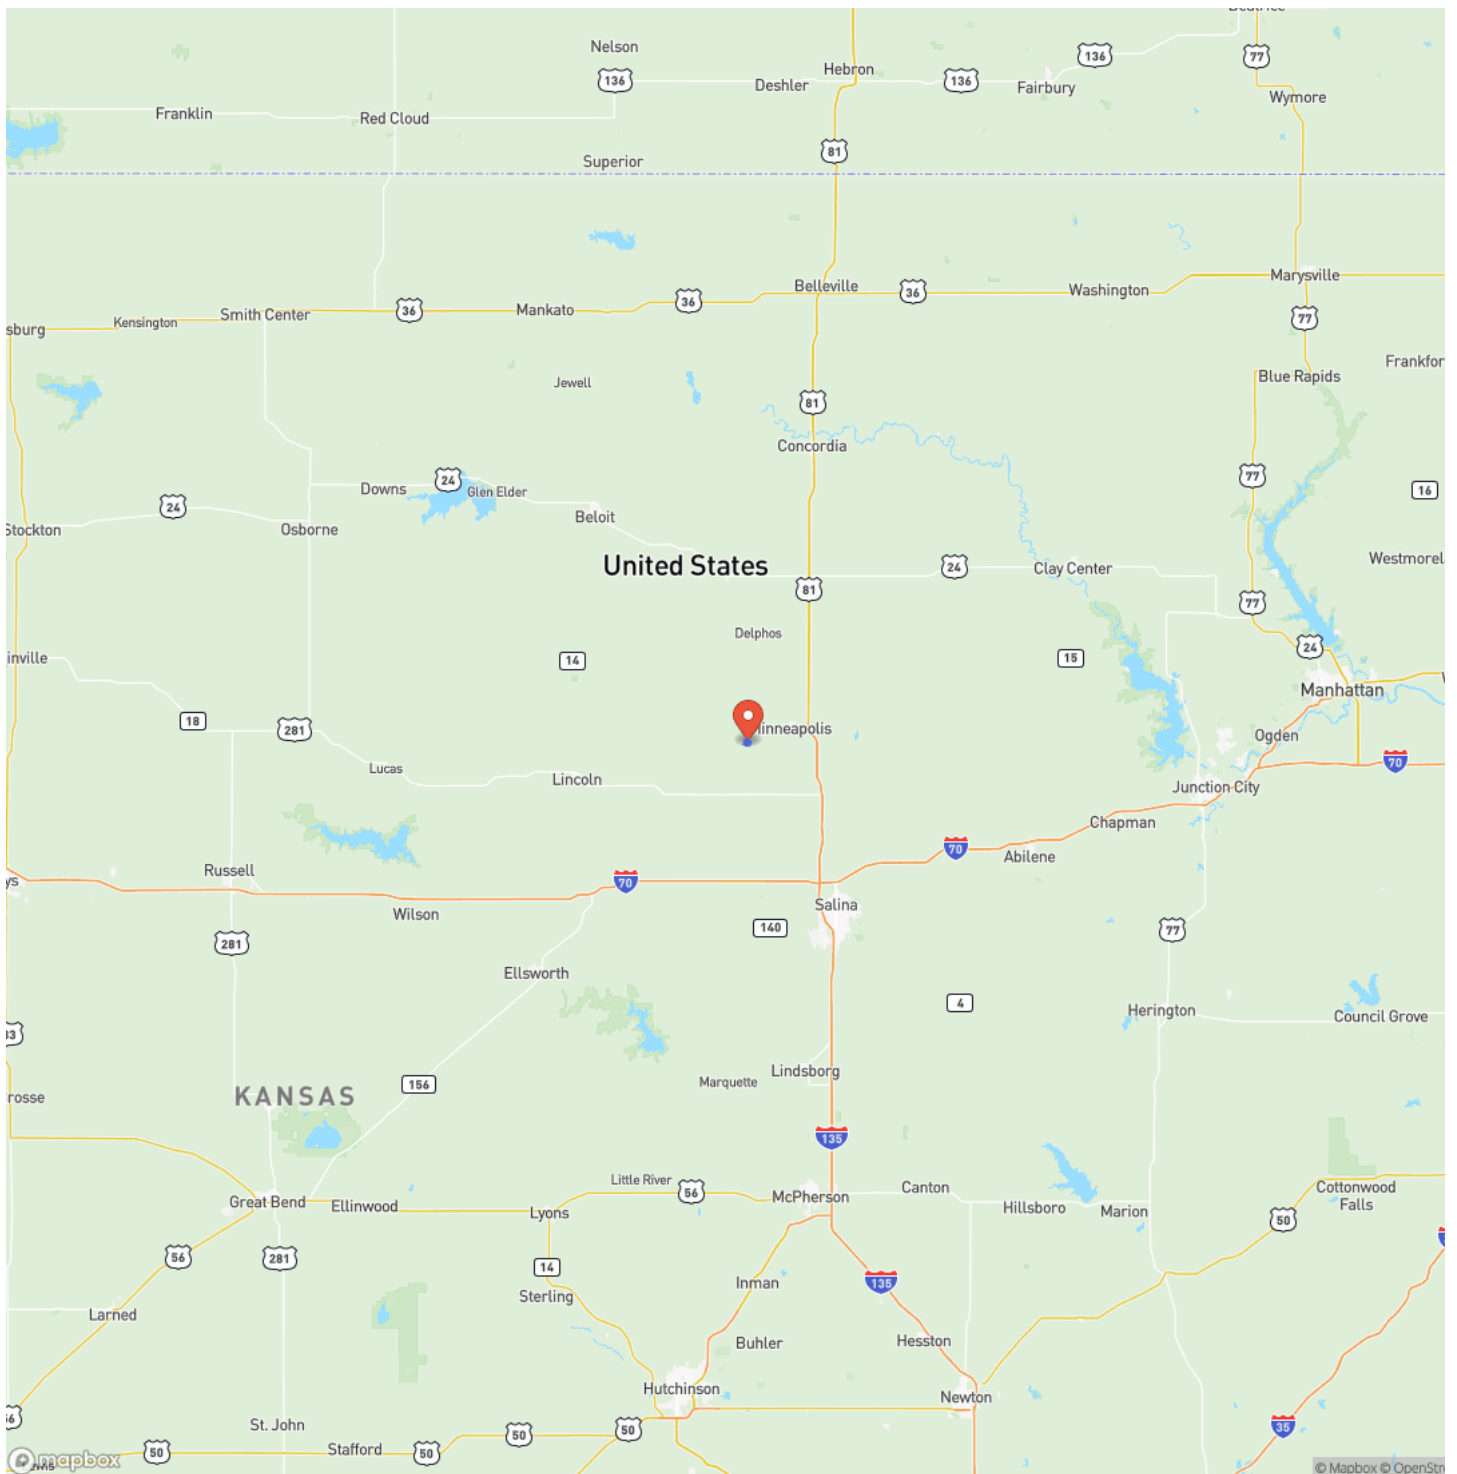 Beatrice
Nelson
136
136
77
Hebron
Deshler
136
Fairbury
Wymore
Franklin
Red Cloud
81
Superior
Belleville
36
Washington
Marysville
36
Kensington
Smith Center
36
Mankato
77
sburg
Frankfor
Jewell
Blue Rapids
81
Concordia
24
Downs
Glen Elder
77
16
24
Beloit
Stockton
Osborne
United States
24
Clay Center
Westmorel
81
77
Delphos
24
inville
14
15
Manhattan
18
281
inneapolis
Ogden
70
Lucas
Lincoln
Junction City
Chapman
70
Abilene
Russell
70
ys
Wilson
Salina
140
77
281
Ellsworth
4
Herington
Council Grove
83
Lindsborg
Marquette
156
KANSAS
rosse
135
Little River
56
McPherson
Canton
Cottonwood
Falls
Great Bend
Ellinwood
Lyons
Hillsboro
Marion
50
56
281
14
Inman
135
Sterling
Larned
Buhler
Hesston
Hutchinson
Newton
56
St. John
50
50
35
50
Stafford
50
mapbox
© Mapbox © OpenStre